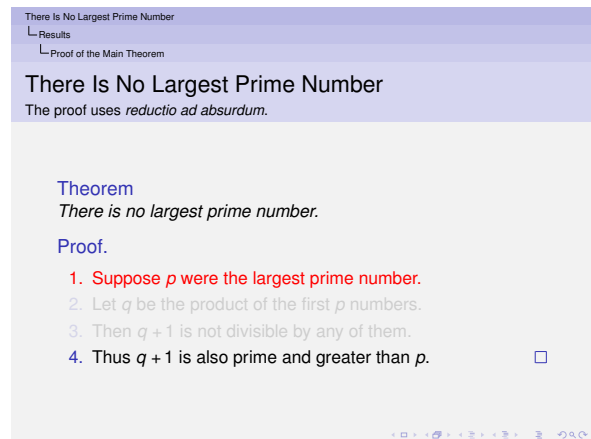 There Is No Largest Prime Number
Results
Proof of the Main Theorem
There Is No Largest Prime Number
The proof uses reductio ad absurdum.
Theorem
There is no largest prime number.
Proof.
1. Suppose p were the largest prime number.
2. Let q be the product of the first p numbers.
3. Then q + 1 is not divisible by any of them.
4. Thus q + 1 is also prime and greater than p.